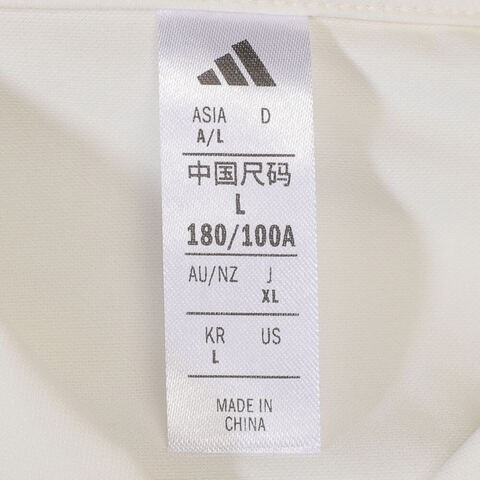 ASIA D
A/L
中国尺码
L
180/100A
AU/NZ J
XL
KR US
L
MADE IN
CHINA